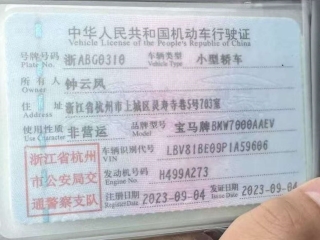 中华人民共和国机动车行驶证
Vehicle License of the People's Republic of China
号牌号码 浙ABG0310 车辆类型 小型轿车
Plate No. Vehicle Type
所有人 钟云凤
Owner
住址 浙江省杭州市上城区灵寿寺巷5号703室
Address
使用性质 非营运 品牌型号 宝马牌BMW7000AAEV
Use Character Model
浙江省杭州
市公安局交
通警察支队
车辆识别代号 LBV81BE09P1A59606
VIN
发动机号码 H499A273
Engine No.
注册日期 2023-09-04 发证日期 2023-09-04
Register Date Issue Date